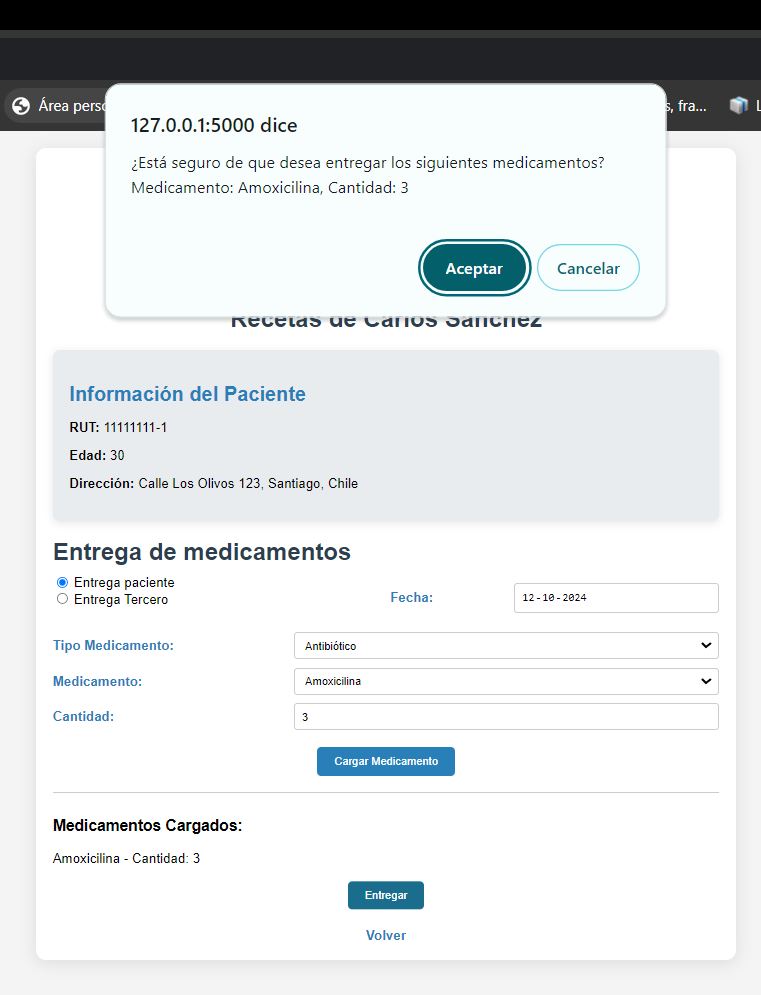 Área perso
s, fra...
L
127.0.0.1:5000 dice
¿Está seguro de que desea entregar los siguientes medicamentos?
Medicamento: Amoxicilina, Cantidad: 3
Aceptar
Cancelar
Recetas de Carlos Sánchez
Información del Paciente
RUT: 11111111-1
Edad: 30
Dirección: Calle Los Olivos 123, Santiago, Chile
Entrega de medicamentos
Entrega paciente
Entrega Tercero
Fecha:
12-10-2024
Tipo Medicamento:
Antibiótico
Medicamento:
Amoxicilina
Cantidad:
3
Cargar Medicamento
Medicamentos Cargados:
Amoxicilina - Cantidad: 3
Entregar
Volver